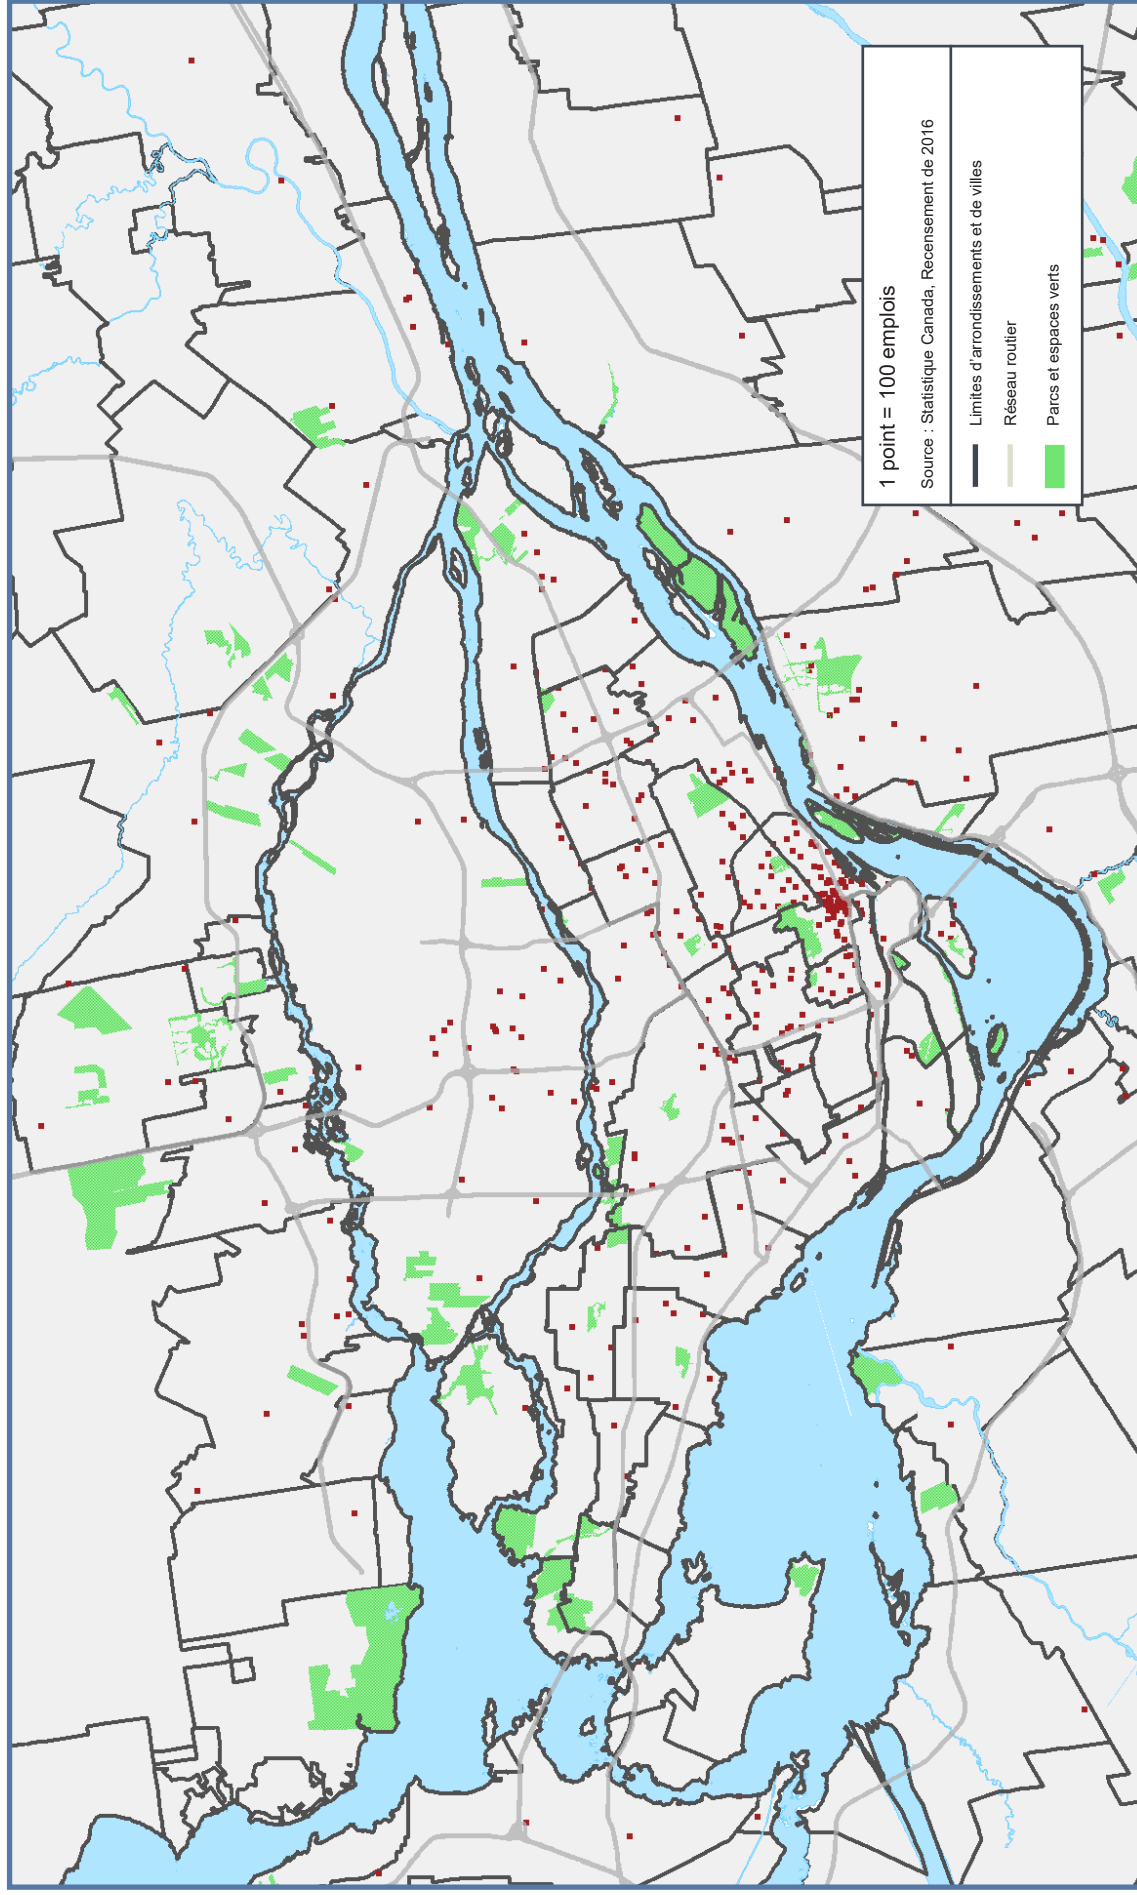 1 point = 100 emplois
Source : Statistique Canada, Recensement de 2016
Limites d'arrondissements et de villes
Réseau routier
Parcs et espaces verts